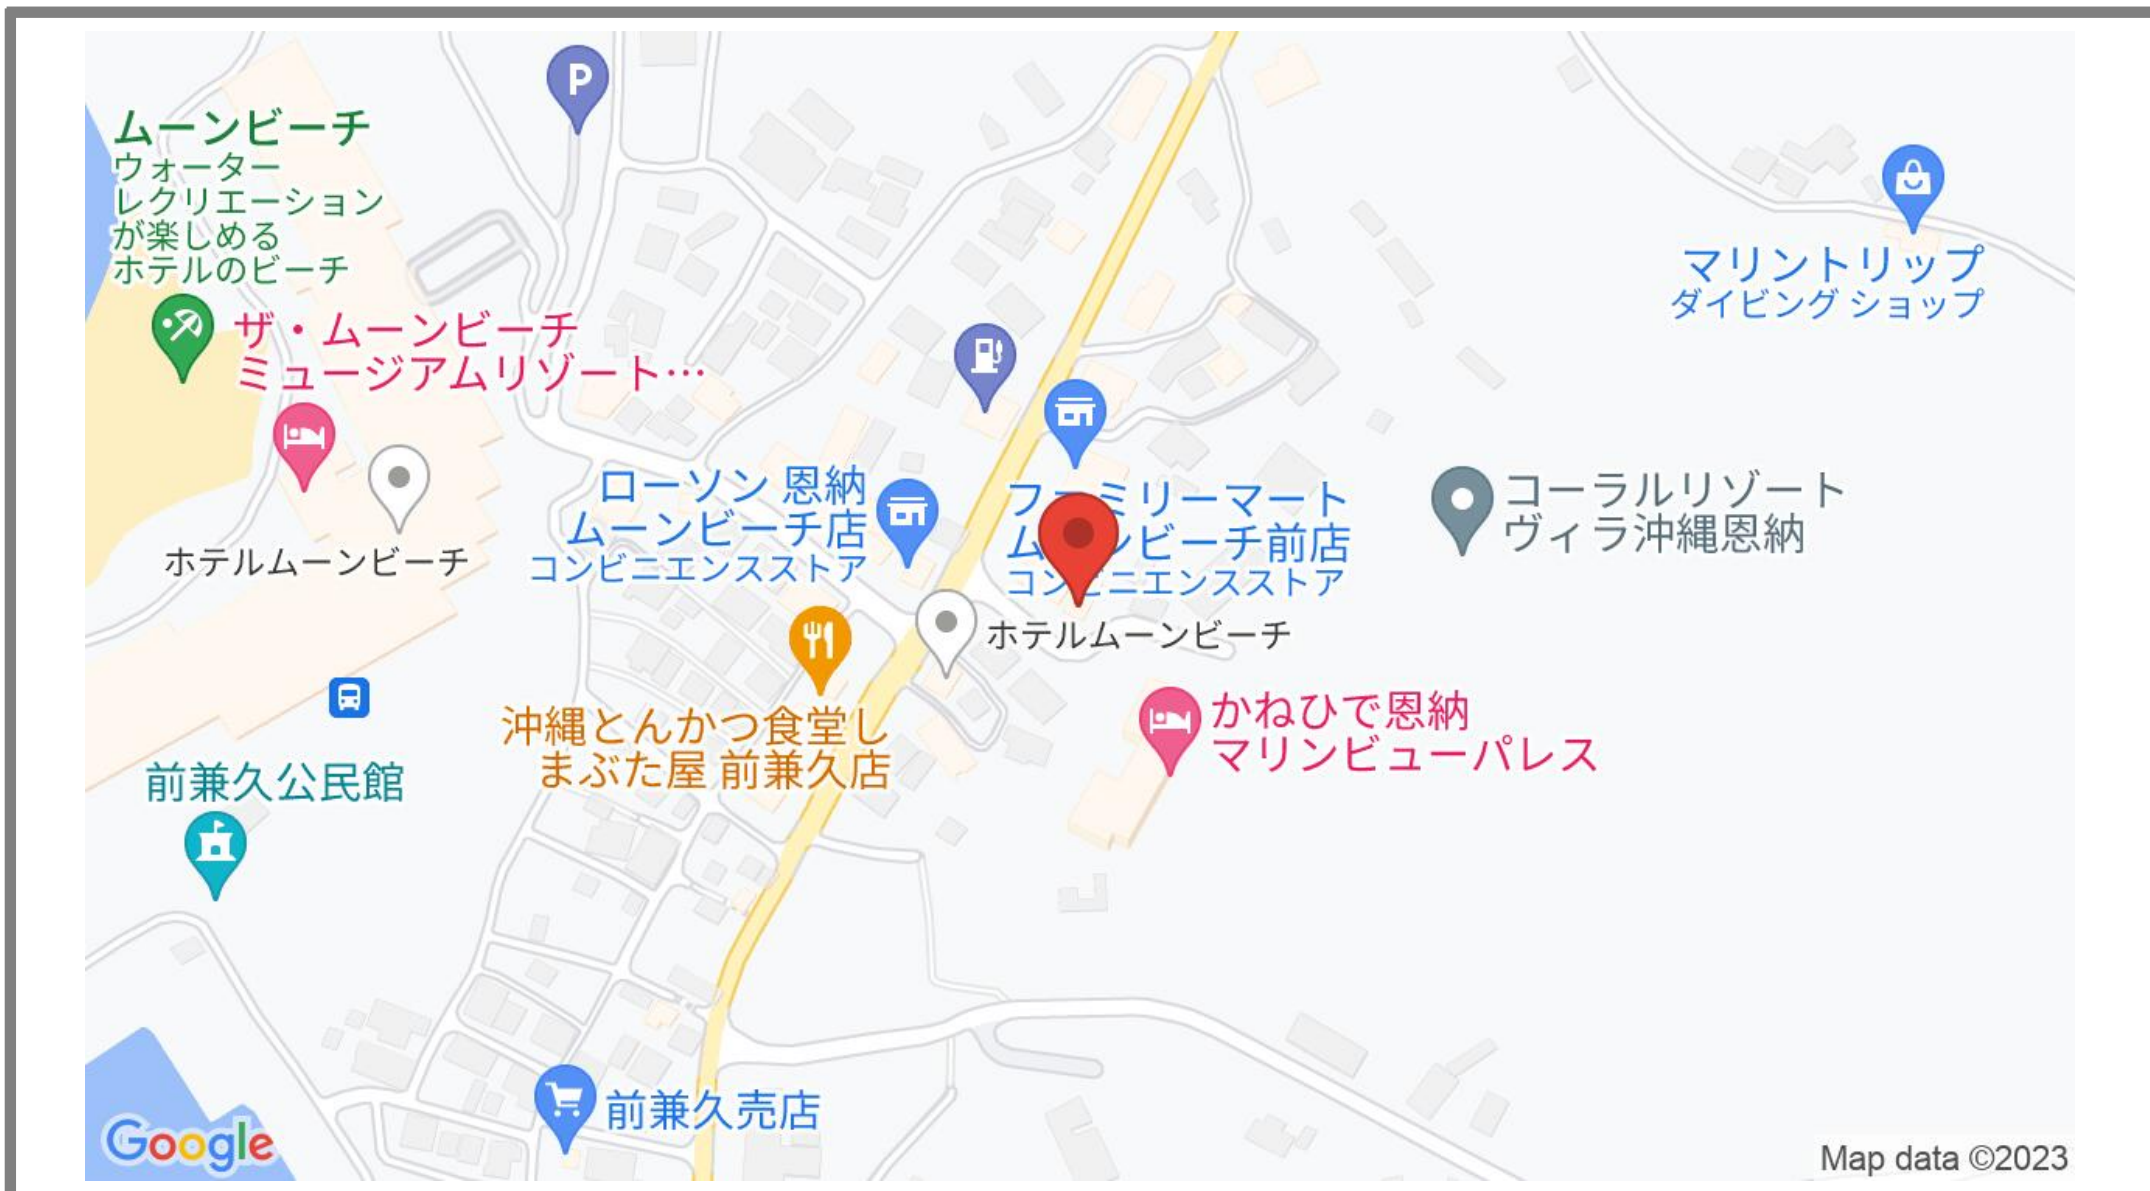 P
ムーンビーチ
ウォーター
レクリエーション
が楽しめる
ホテルのビーチ
マリントリップ
ダイビング ショップ
ザ・ムーンビーチ
ミュージアムリゾート…
ローソン 恩納
ムーンビーチ店
コンビニエンスストア
ファミリーマート
ムーンビーチ前店
コンビニエンスストア
コーラルリゾート
ヴィラ沖縄恩納
ホテルムーンビーチ
ホテルムーンビーチ
沖縄とんかつ食堂し
まぶた屋 前兼久店
かねひで恩納
マリンビューパレス
前兼久公民館
前兼久売店
Google
Map data ©2023